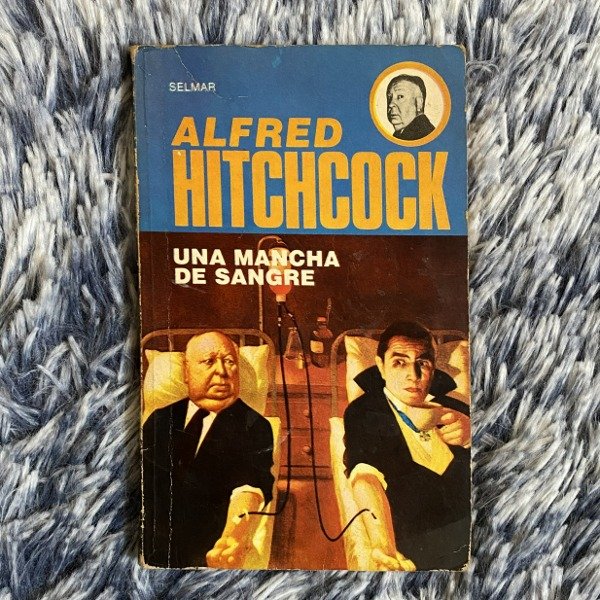 SELMAR
ALFRED
HITCHCOCK
UNA MANCHA
DE SANGRE